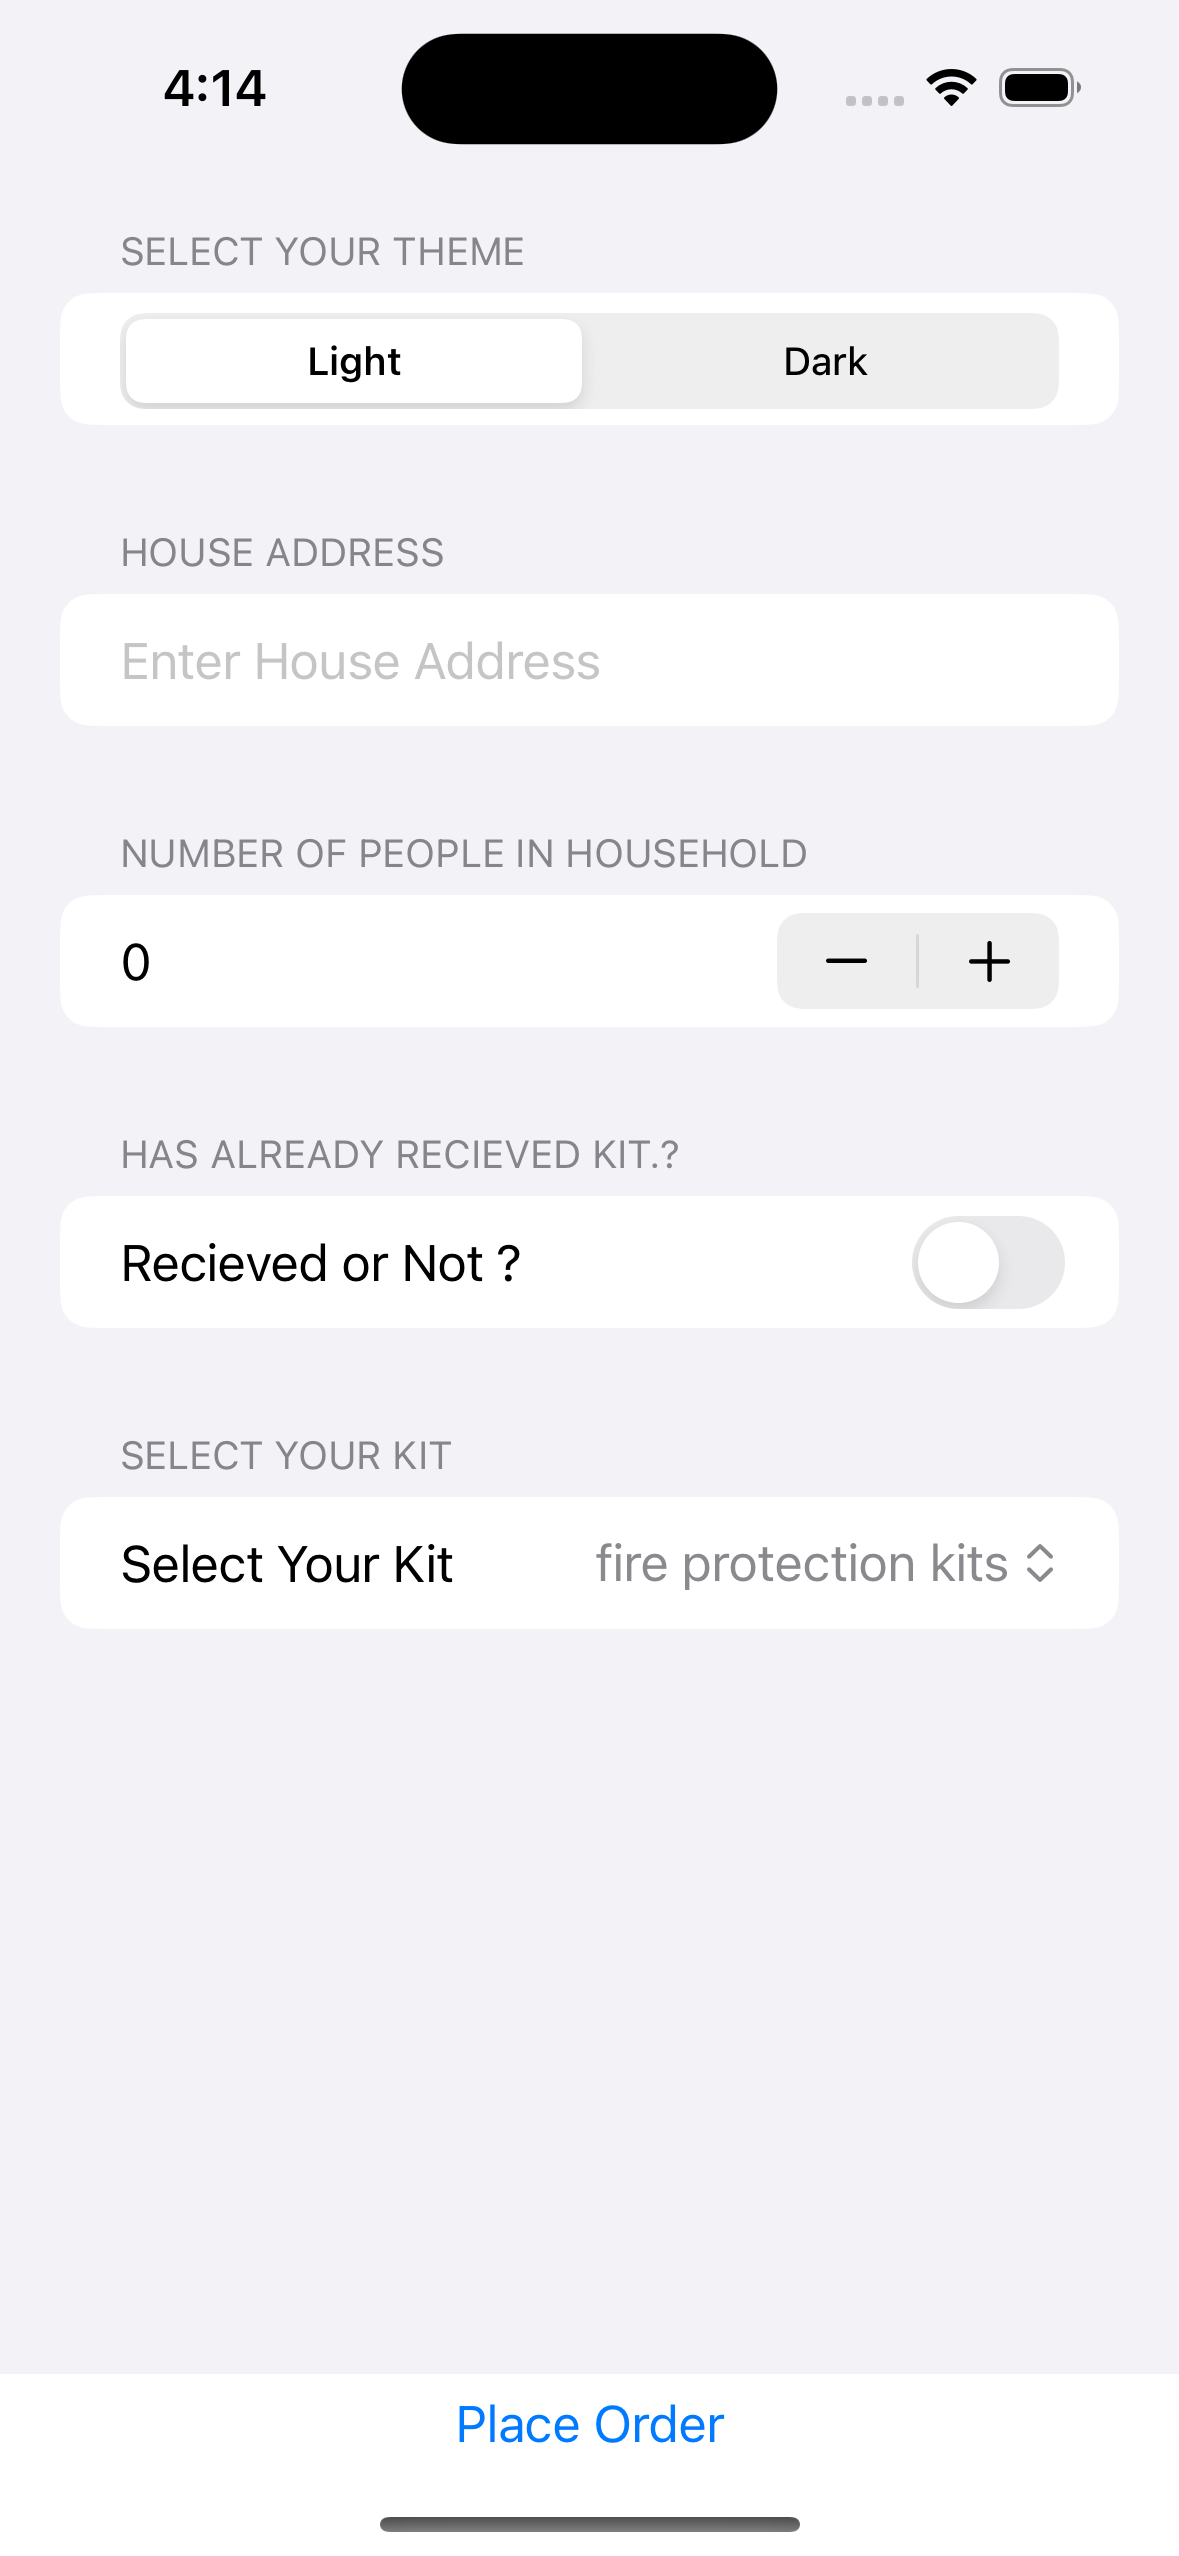 4:14
SELECT YOUR THEME
Light Dark
HOUSE ADDRESS
Enter House Address
NUMBER OF PEOPLE IN HOUSEHOLD
0
HAS ALREADY RECIEVED KIT.?
Recieved or Not ?
SELECT YOUR KIT
Select Your Kit fire protection kits
Place Order